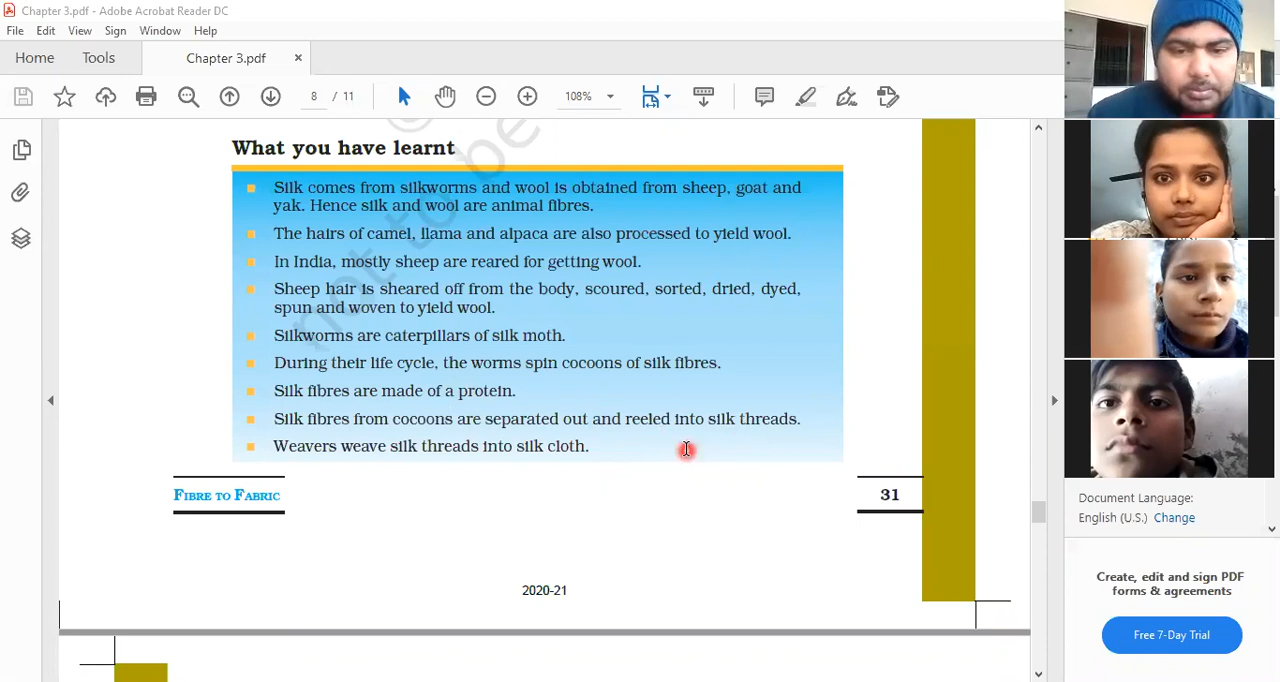 Chapter 3.pdf - Adobe Acrobat Reader DC
File Edit View Sign Window Help
Home Tools Chapter 3.pdf ×
8 / 11 108%
not to be
What you have learnt
Silk comes from silkworms and wool is obtained from sheep, goat and
yak. Hence silk and wool are animal fibres.
The hairs of camel, llama and alpaca are also processed to yield wool.
In India, mostly sheep are reared for getting wool.
Sheep hair is sheared off from the body, scoured, sorted, dried, dyed,
spun and woven to yield wool.
Silkworms are caterpillars of silk moth.
During their life cycle, the worms spin cocoons of silk fibres.
Silk fibres are made of a protein.
Silk fibres from cocoons are separated out and reeled into silk threads.
Weavers weave silk threads into silk cloth.
FIBRE TO FABRIC
31
2020-21
Document Language:
English (U.S.) Change
Create, edit and sign PDF
forms & agreements
Free 7-Day Trial